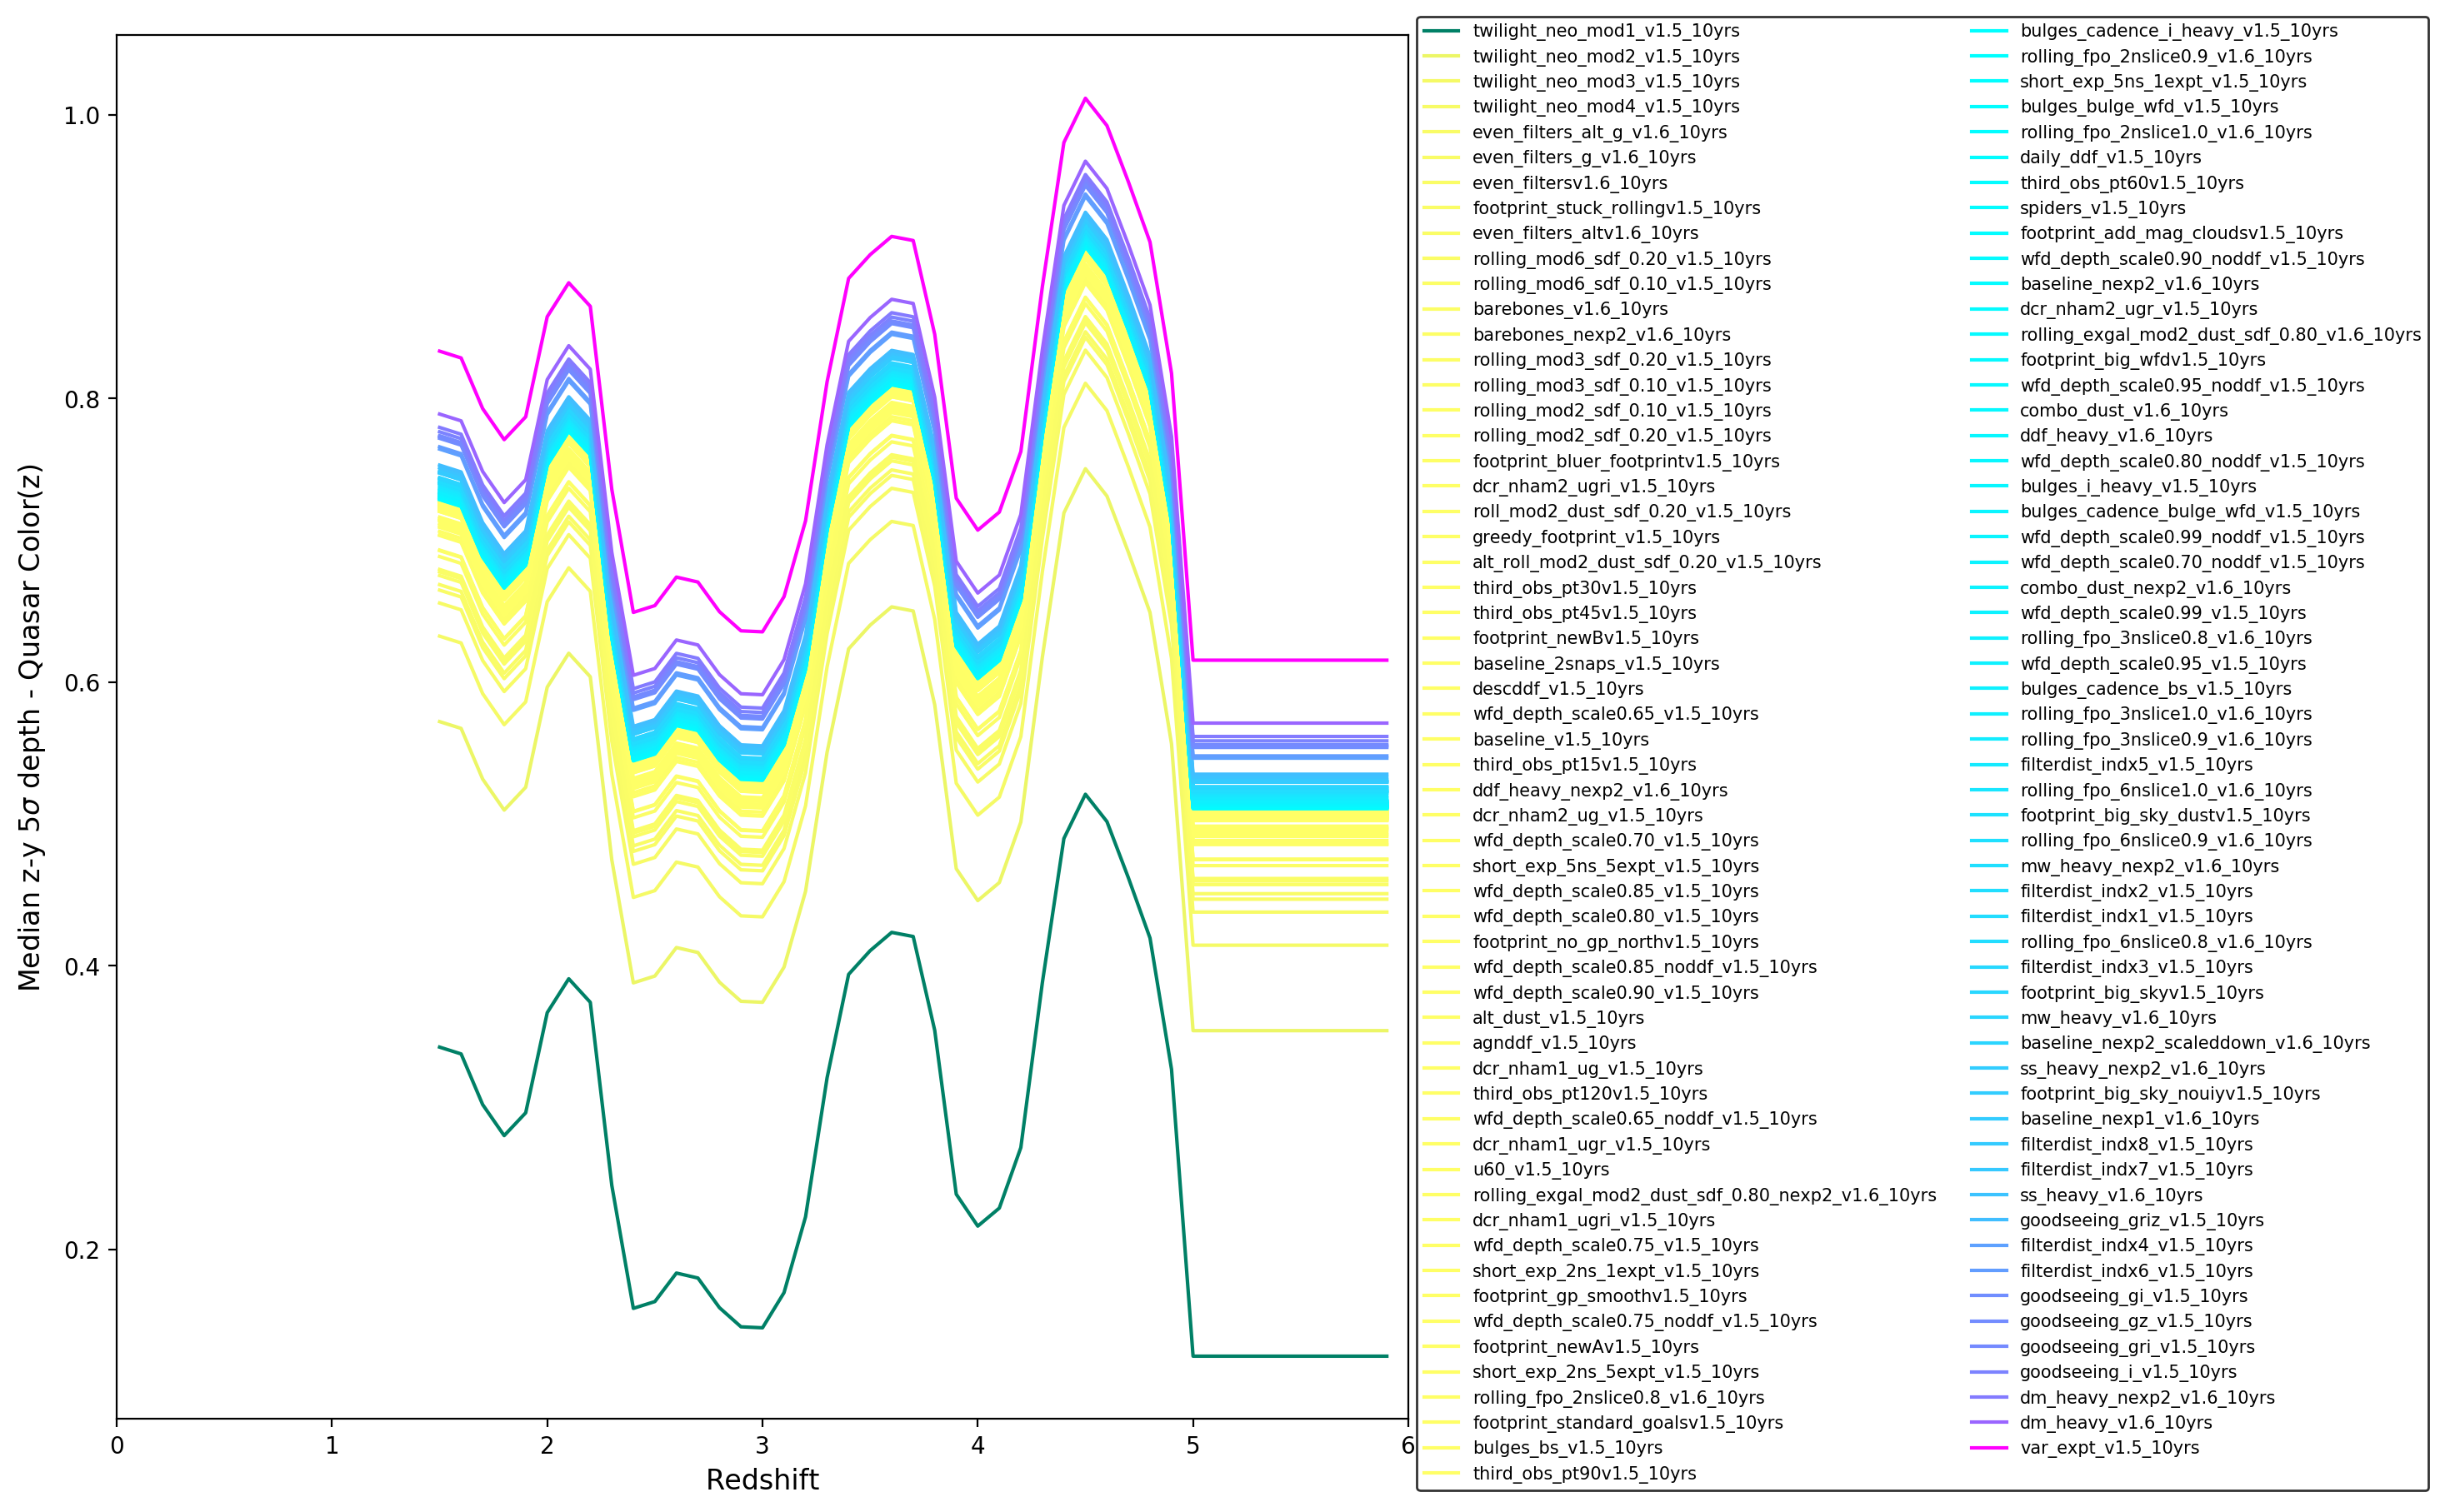 1.0
0.8
0.6
0.4
0.2
Median z-y 5σ depth - Quasar Color(z)
0 1 2 3 4 5 6
Redshift
twilight_neo_mod1_v1.5_10yrs
twilight_neo_mod2_v1.5_10yrs
twilight_neo_mod3_v1.5_10yrs
twilight_neo_mod4_v1.5_10yrs
even_filters_alt_g_v1.6_10yrs
even_filters_g_v1.6_10yrs
even_filtersv1.6_10yrs
footprint_stuck_rollingv1.5_10yrs
even_filters_altv1.6_10yrs
rolling_mod6_sdf_0.20_v1.5_10yrs
rolling_mod6_sdf_0.10_v1.5_10yrs
barebones_v1.6_10yrs
barebones_nexp2_v1.6_10yrs
rolling_mod3_sdf_0.20_v1.5_10yrs
rolling_mod3_sdf_0.10_v1.5_10yrs
rolling_mod2_sdf_0.10_v1.5_10yrs
rolling_mod2_sdf_0.20_v1.5_10yrs
footprint_bluer_footprintv1.5_10yrs
dcr_nham2_ugri_v1.5_10yrs
roll_mod2_dust_sdf_0.20_v1.5_10yrs
greedy_footprint_v1.5_10yrs
alt_roll_mod2_dust_sdf_0.20_v1.5_10yrs
third_obs_pt30v1.5_10yrs
third_obs_pt45v1.5_10yrs
footprint_newBv1.5_10yrs
baseline_2snaps_v1.5_10yrs
descddf_v1.5_10yrs
wfd_depth_scale0.65_v1.5_10yrs
baseline_v1.5_10yrs
third_obs_pt15v1.5_10yrs
ddf_heavy_nexp2_v1.6_10yrs
dcr_nham2_ug_v1.5_10yrs
wfd_depth_scale0.70_v1.5_10yrs
short_exp_5ns_5expt_v1.5_10yrs
wfd_depth_scale0.85_v1.5_10yrs
wfd_depth_scale0.80_v1.5_10yrs
footprint_no_gp_northv1.5_10yrs
wfd_depth_scale0.85_noddf_v1.5_10yrs
wfd_depth_scale0.90_v1.5_10yrs
alt_dust_v1.5_10yrs
agnddf_v1.5_10yrs
dcr_nham1_ug_v1.5_10yrs
third_obs_pt120v1.5_10yrs
wfd_depth_scale0.65_noddf_v1.5_10yrs
dcr_nham1_ugr_v1.5_10yrs
u60_v1.5_10yrs
rolling_exgal_mod2_dust_sdf_0.80_nexp2_v1.6_10yrs
dcr_nham1_ugri_v1.5_10yrs
wfd_depth_scale0.75_v1.5_10yrs
short_exp_2ns_1expt_v1.5_10yrs
footprint_gp_smoothv1.5_10yrs
wfd_depth_scale0.75_noddf_v1.5_10yrs
footprint_newAv1.5_10yrs
short_exp_2ns_5expt_v1.5_10yrs
rolling_fpo_2nslice0.8_v1.6_10yrs
footprint_standard_goalsv1.5_10yrs
bulges_bs_v1.5_10yrs
third_obs_pt90v1.5_10yrs
bulges_cadence_i_heavy_v1.5_10yrs
rolling_fpo_2nslice0.9_v1.6_10yrs
short_exp_5ns_1expt_v1.5_10yrs
bulges_bulge_wfd_v1.5_10yrs
rolling_fpo_2nslice1.0_v1.6_10yrs
daily_ddf_v1.5_10yrs
third_obs_pt60v1.5_10yrs
spiders_v1.5_10yrs
footprint_add_mag_cloudsv1.5_10yrs
wfd_depth_scale0.90_noddf_v1.5_10yrs
baseline_nexp2_v1.6_10yrs
dcr_nham2_ugr_v1.5_10yrs
rolling_exgal_mod2_dust_sdf_0.80_v1.6_10yrs
footprint_big_wfdv1.5_10yrs
wfd_depth_scale0.95_noddf_v1.5_10yrs
combo_dust_v1.6_10yrs
ddf_heavy_v1.6_10yrs
wfd_depth_scale0.80_noddf_v1.5_10yrs
bulges_i_heavy_v1.5_10yrs
bulges_cadence_bulge_wfd_v1.5_10yrs
wfd_depth_scale0.99_noddf_v1.5_10yrs
wfd_depth_scale0.70_noddf_v1.5_10yrs
combo_dust_nexp2_v1.6_10yrs
wfd_depth_scale0.99_v1.5_10yrs
rolling_fpo_3nslice0.8_v1.6_10yrs
wfd_depth_scale0.95_v1.5_10yrs
bulges_cadence_bs_v1.5_10yrs
rolling_fpo_3nslice1.0_v1.6_10yrs
rolling_fpo_3nslice0.9_v1.6_10yrs
filterdist_indx5_v1.5_10yrs
rolling_fpo_6nslice1.0_v1.6_10yrs
footprint_big_sky_dustv1.5_10yrs
rolling_fpo_6nslice0.9_v1.6_10yrs
mw_heavy_nexp2_v1.6_10yrs
filterdist_indx2_v1.5_10yrs
filterdist_indx1_v1.5_10yrs
rolling_fpo_6nslice0.8_v1.6_10yrs
filterdist_indx3_v1.5_10yrs
footprint_big_skyv1.5_10yrs
mw_heavy_v1.6_10yrs
baseline_nexp2_scaleddown_v1.6_10yrs
ss_heavy_nexp2_v1.6_10yrs
footprint_big_sky_nouiyv1.5_10yrs
baseline_nexp1_v1.6_10yrs
filterdist_indx8_v1.5_10yrs
filterdist_indx7_v1.5_10yrs
ss_heavy_v1.6_10yrs
goodseeing_griz_v1.5_10yrs
filterdist_indx4_v1.5_10yrs
filterdist_indx6_v1.5_10yrs
goodseeing_gi_v1.5_10yrs
goodseeing_gz_v1.5_10yrs
goodseeing_gri_v1.5_10yrs
goodseeing_i_v1.5_10yrs
dm_heavy_nexp2_v1.6_10yrs
dm_heavy_v1.6_10yrs
var_expt_v1.5_10yrs